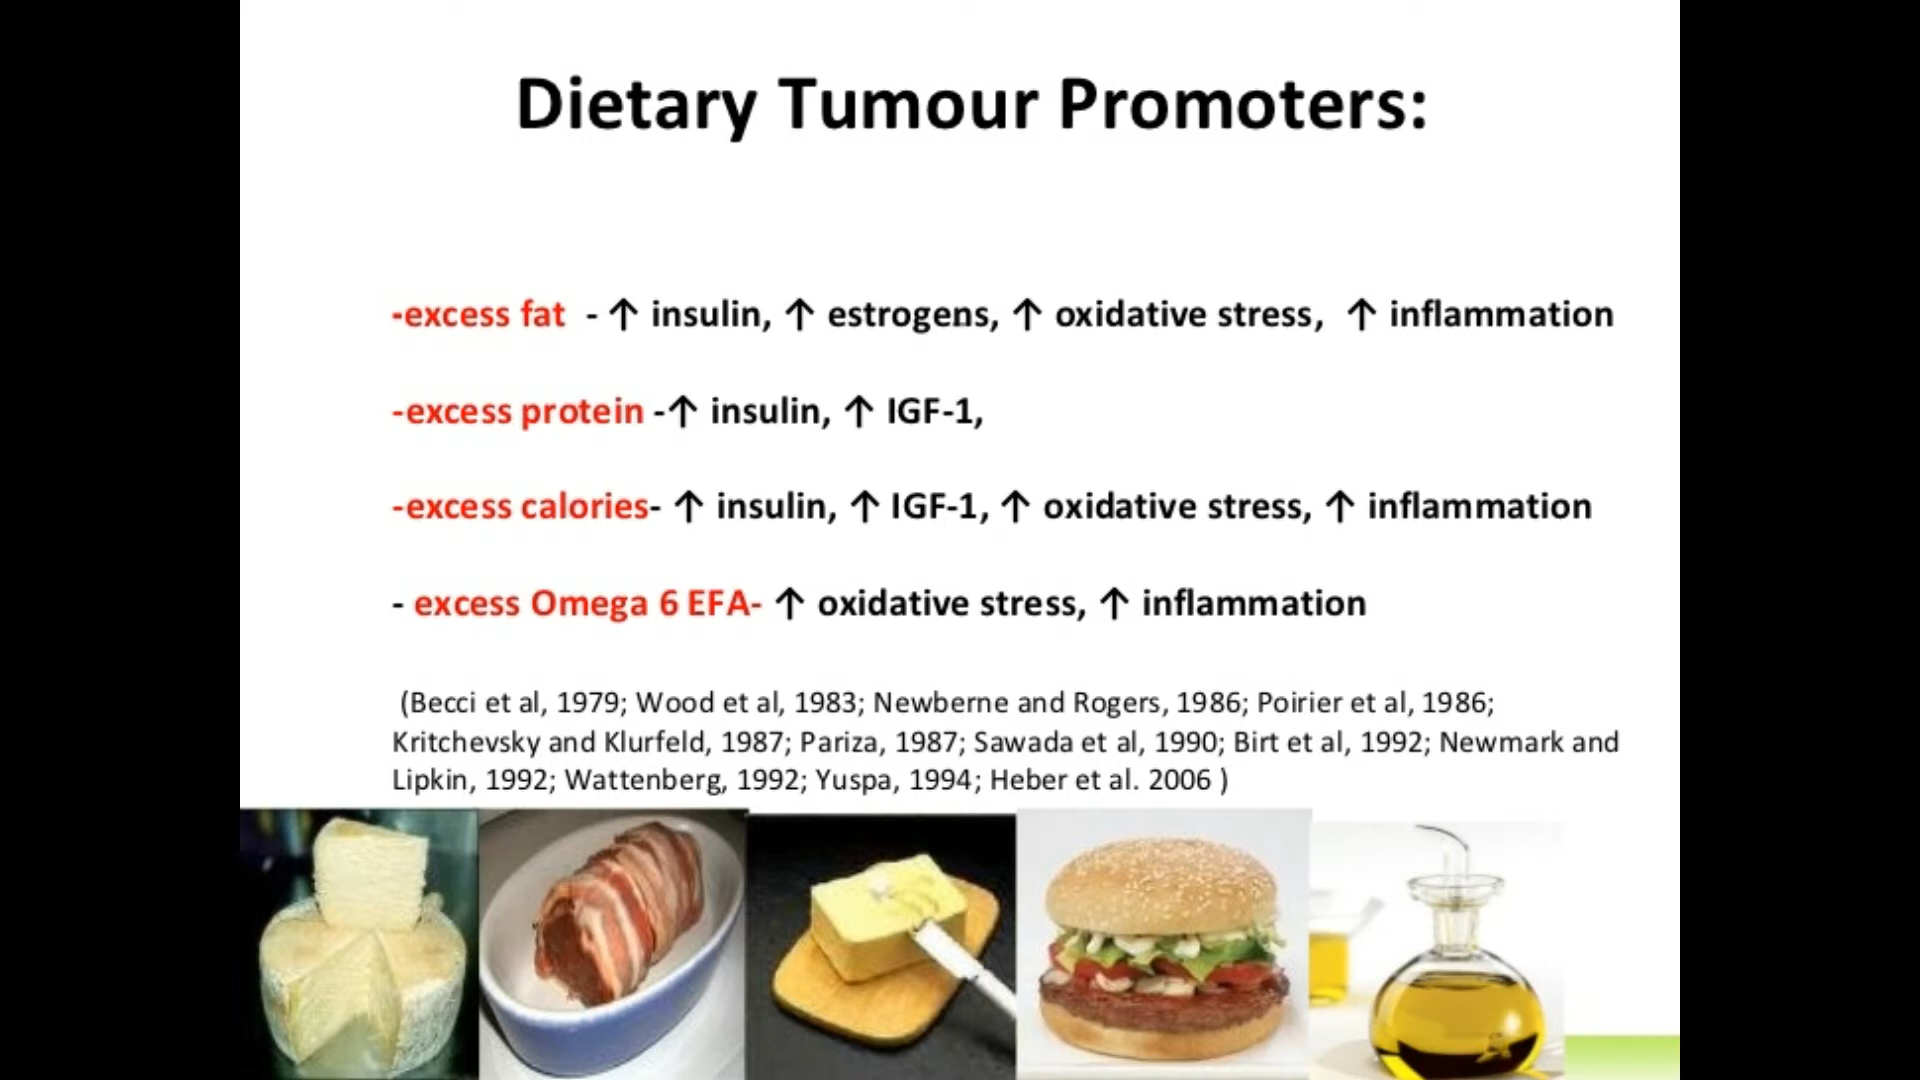 Dietary Tumour Promoters:
-excess fat - ↑ insulin, ↑ estrogens, ↑ oxidative stress, ↑ inflammation
-excess protein -↑ insulin, ↑ IGF-1,
-excess calories- ↑ insulin, ↑ IGF-1, ↑ oxidative stress, ↑ inflammation
- excess Omega 6 EFA- ↑ oxidative stress, ↑ inflammation
(Becci et al, 1979; Wood et al, 1983; Newberne and Rogers, 1986; Poirier et al, 1986;
Kritchevsky and Klurfeld, 1987; Pariza, 1987; Sawada et al, 1990; Birt et al, 1992; Newmark and
Lipkin, 1992; Wattenberg, 1992; Yuspa, 1994; Heber et al. 2006 )